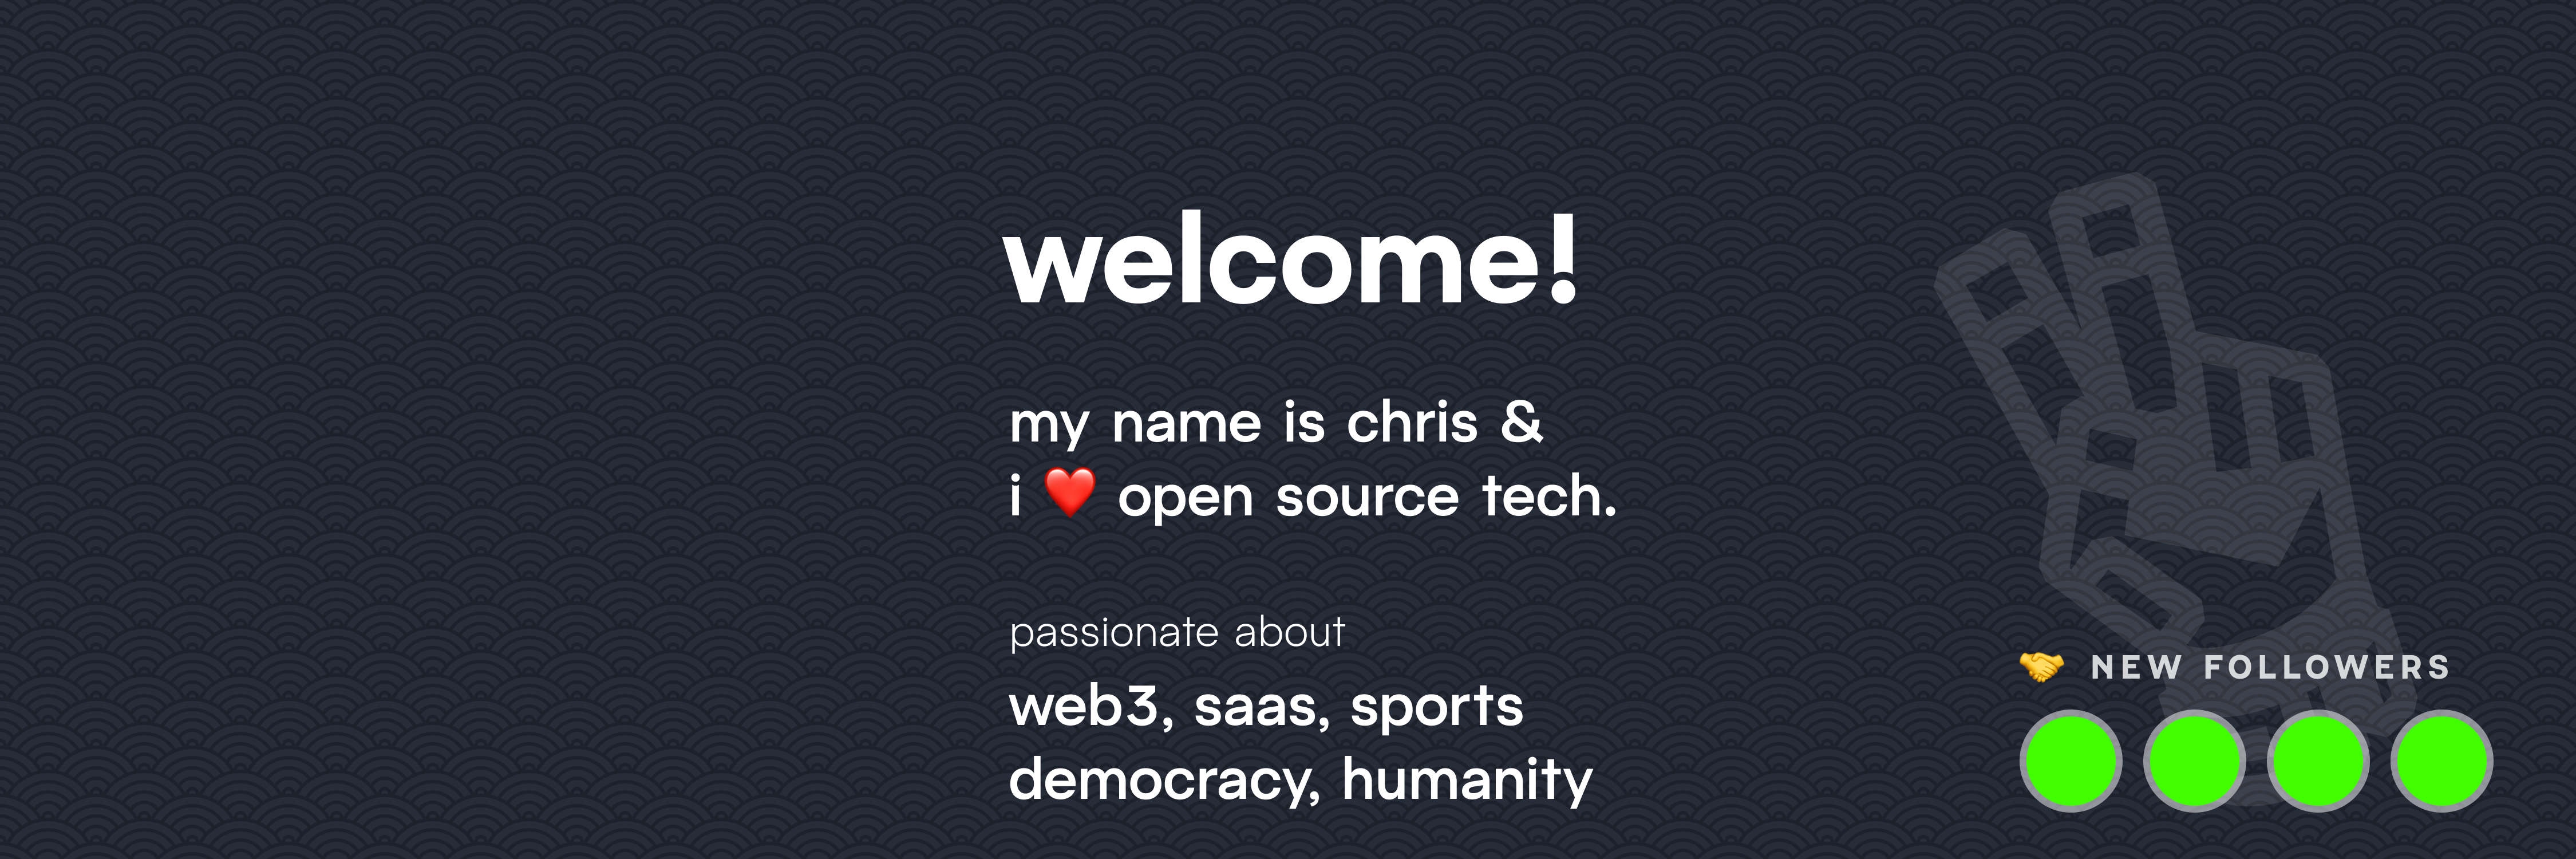 welcome!
my name is chris &
i ❤️ open source tech.
passionate about
web3, saas, sports
democracy, humanity
🤝 NEW FOLLOWERS